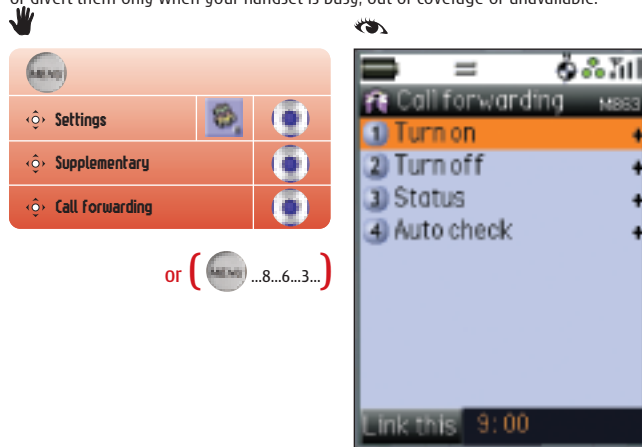 or divert them only when your handset is busy, out of coverage or unavailable.
MENU
Settings
Supplementary
Call forwarding
or ( MENU ...8...6...3...)
Call forwarding M863
1 Turn on
2 Turn off
3 Status
4 Auto check
Link this 9:00